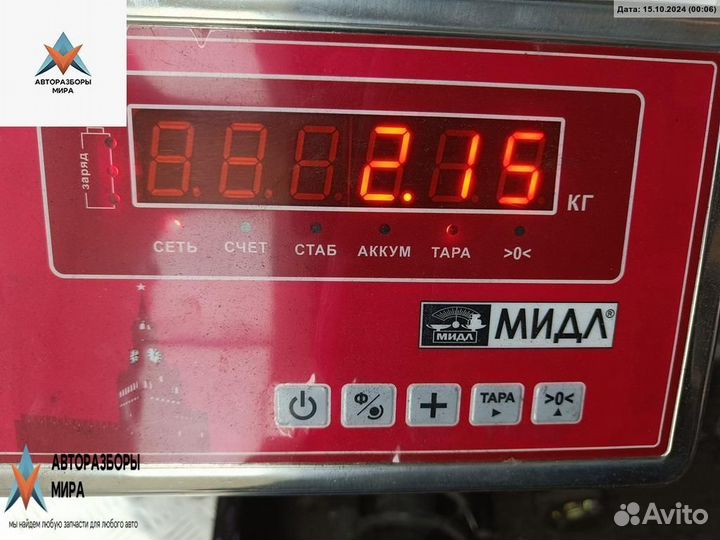 Дата: 15.10.2024 (00:06)
АВТОРАЗБОРЫ
МИРА
заряд
2.15
КГ
СЕТЬ СЧЕТ СТАБ АККУМ ТАРА >0<
МИДЛ
МИДЛ®
Ф
+
ТАРА
>0<
АВТОРАЗБОРЫ
МИРА
мы найдем любую запчасти для любого авто
Avito